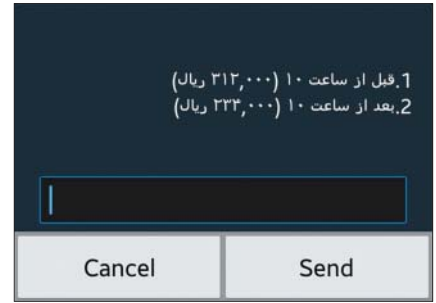 1.قبل از ساعت ۱۰ (۳۱۲,۰۰۰ ریال)
2.بعد از ساعت ۱۰ (۲۳۴,۰۰۰ ریال)
Cancel
Send